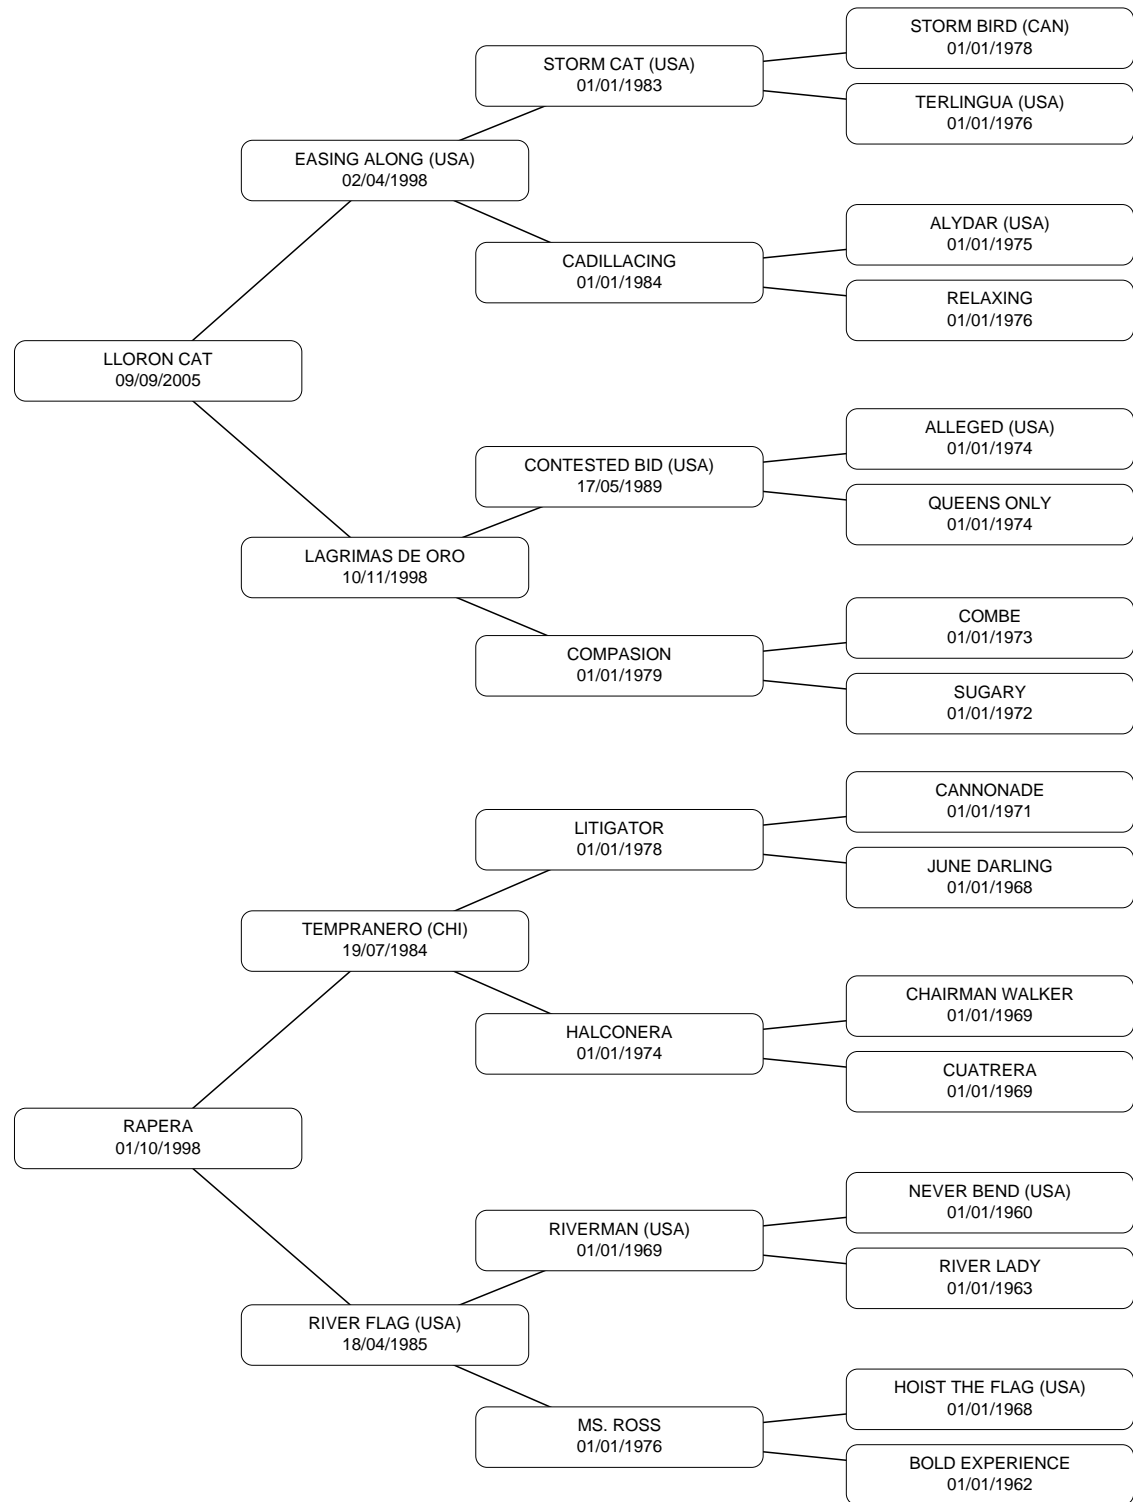 STORM BIRD (CAN)
01/01/1978
STORM CAT (USA)
01/01/1983
TERLINGUA (USA)
01/01/1976
EASING ALONG (USA)
02/04/1998
ALYDAR (USA)
01/01/1975
CADILLACING
01/01/1984
RELAXING
01/01/1976
LLORON CAT
09/09/2005
ALLEGED (USA)
01/01/1974
CONTESTED BID (USA)
17/05/1989
QUEENS ONLY
01/01/1974
LAGRIMAS DE ORO
10/11/1998
COMBE
01/01/1973
COMPASION
01/01/1979
SUGARY
01/01/1972
CANNONADE
01/01/1971
LITIGATOR
01/01/1978
JUNE DARLING
01/01/1968
TEMPRANERO (CHI)
19/07/1984
CHAIRMAN WALKER
01/01/1969
HALCONERA
01/01/1974
CUATRERA
01/01/1969
RAPERA
01/10/1998
NEVER BEND (USA)
01/01/1960
RIVERMAN (USA)
01/01/1969
RIVER LADY
01/01/1963
RIVER FLAG (USA)
18/04/1985
HOIST THE FLAG (USA)
01/01/1968
MS. ROSS
01/01/1976
BOLD EXPERIENCE
01/01/1962